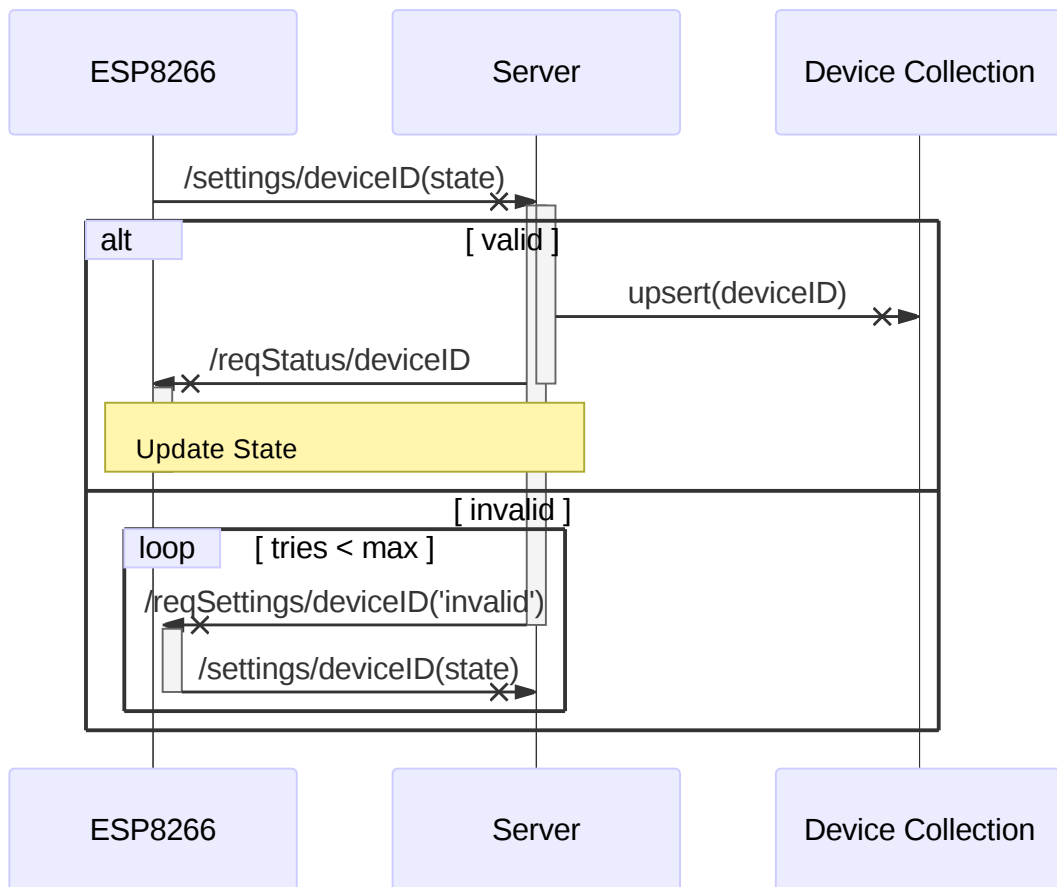 ESP8266
Server
Device Collection
/settings/deviceID(state)
alt
[ valid ]
upsert(deviceID)
/reqStatus/deviceID
Update State
[ invalid ]
loop
[ tries < max ]
/reqSettings/deviceID('invalid')
/settings/deviceID(state)
ESP8266
Server
Device Collection